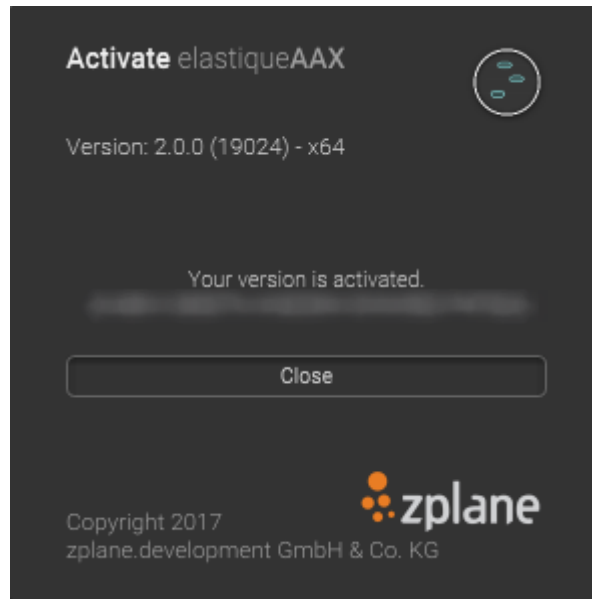 Activate elastiqueAAX
Version: 2.0.0 (19024) - x64
Your version is activated.
Close
zplane
Copyright 2017
zplane.development GmbH & Co. KG